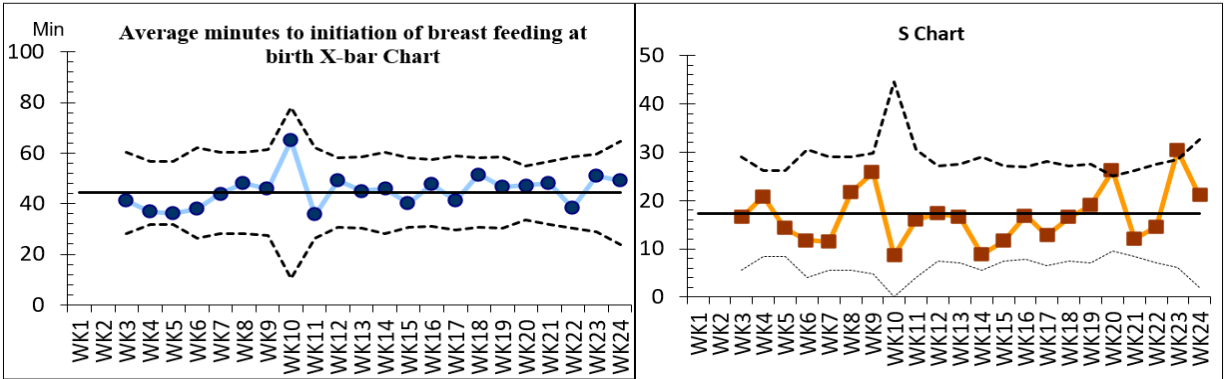 Min
Average minutes to initiation of breast feeding at
birth X-bar Chart
100
80
60
40
20
0
WK1
WK2
WK3
WK4
WK5
WK6
WK7
WK8
WK9
WK10
WK11
WK12
WK13
WK14
WK15
WK16
WK17
WK18
WK19
WK20
WK21
WK22
WK23
WK24
S Chart
50
40
30
20
10
0
WK1
WK2
WK3
WK4
WK5
WK6
WK7
WK8
WK9
WK10
WK11
WK12
WK13
WK14
WK15
WK16
WK17
WK18
WK19
WK20
WK21
WK22
WK23
WK24